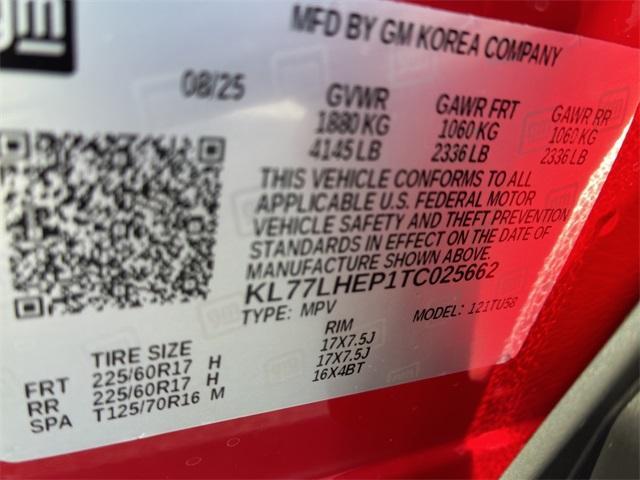 gm
MFD BY GM KOREA COMPANY
08/25
GVWR GAWR FRT GAWR RR
1880 KG 1060 KG 1060 KG
4145 LB 2336 LB 2336 LB
THIS VEHICLE CONFORMS TO ALL
APPLICABLE U.S. FEDERAL MOTOR
VEHICLE SAFETY AND THEFT PREVENTION
STANDARDS IN EFFECT ON THE DATE OF
MANUFACTURE SHOWN ABOVE.
KL77LHEP1TC025662
TYPE: MPV MODEL: 121TU58
TIRE SIZE RIM
FRT 225/60R17 H 17X7.5J
RR 225/60R17 H 17X7.5J
SPA T125/70R16 M 16X4BT